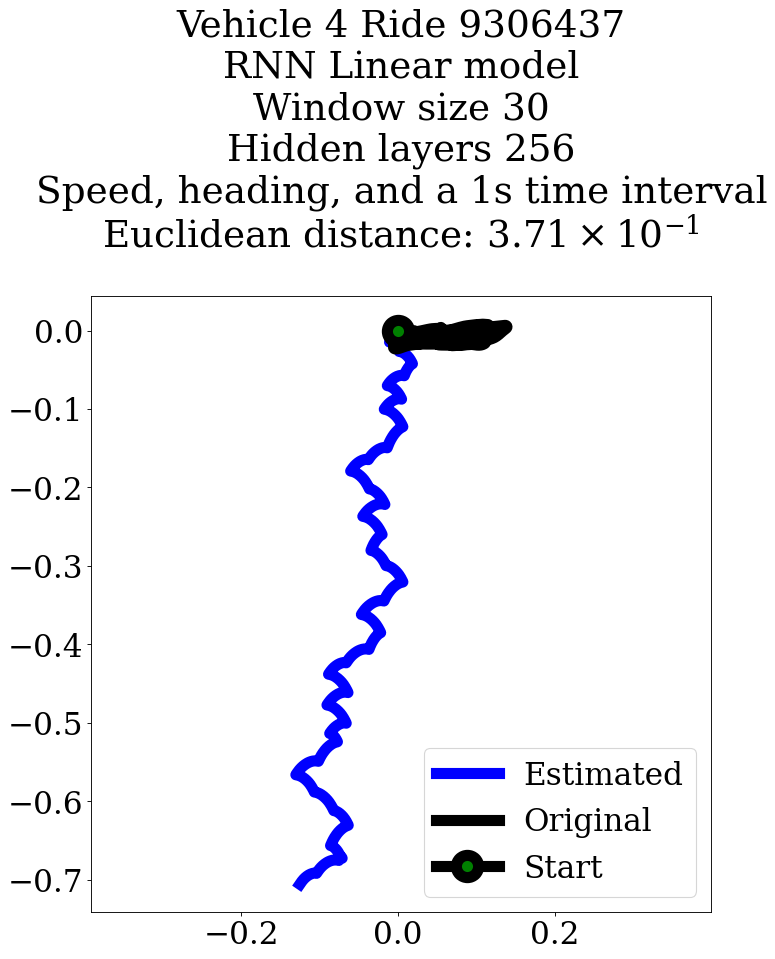 Vehicle 4 Ride 9306437
RNN Linear model
Window size 30
Hidden layers 256
Speed, heading, and a 1s time interval
Euclidean distance: 3.71 × 10⁻¹
0.0
−0.1
−0.2
−0.3
−0.4
−0.5
−0.6
−0.7
Estimated
Original
Start
−0.2
0.0
0.2